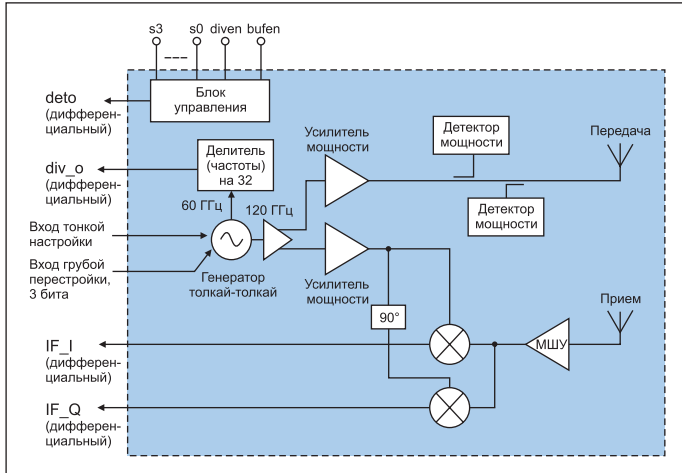 s3
s0
diven
bufen
Блок
управления
deto
(дифферен-
циальный)
Усилитель
мощности
Детектор
мощности
Передача
div_o
(дифферен-
циальный)
Делитель
(частоты)
на 32
Детектор
мощности
60 ГГц
120 ГГц
Вход тонкой
настройки
Вход грубой
перестройки,
3 бита
Генератор
толкай-толкай
Усилитель
мощности
90°
Прием
IF_I
(дифферен-
циальный)
МШУ
IF_Q
(дифферен-
циальный)